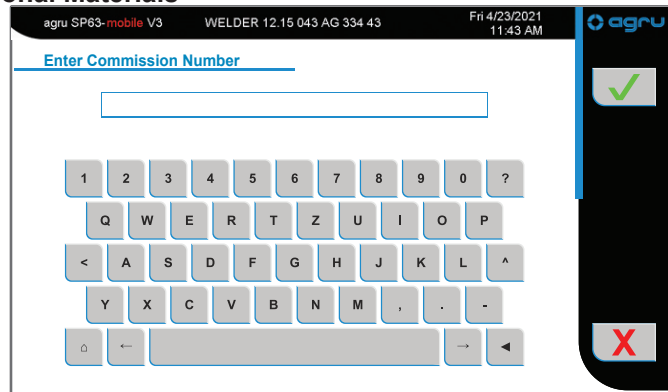 onal Materials
agru SP63-mobile V3 WELDER 12.15 043 AG 334 43 Fri 4/23/2021
11:43 AM
agru
Enter Commission Number
1 2 3 4 5 6 7 8 9 0 ?
Q W E R T Z U I O P
< A S D F G H J K L ^
Y X C V B N M , . -
⌂ ← → ◄
X